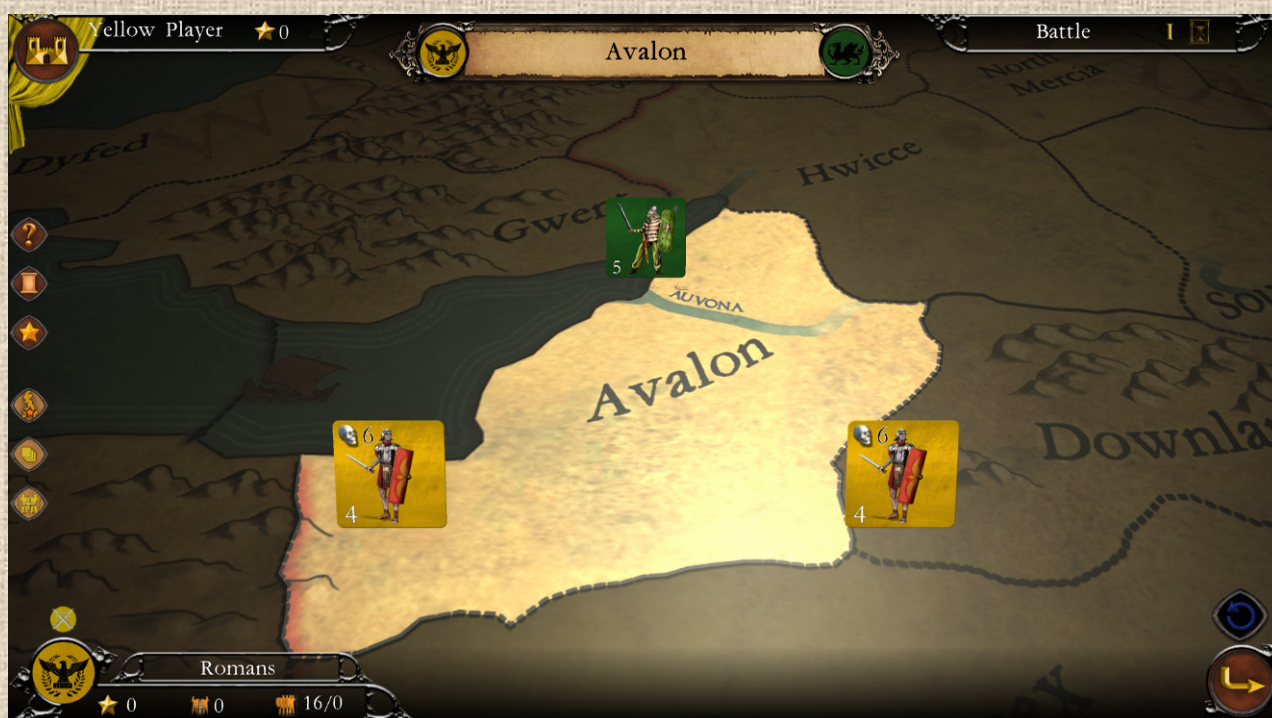 Yellow Player 0
Avalon
Battle 1
North
Mercia
Dyfed
Hwicce
Gwent
5
AUVONA
Avalon
6
6
4
4
Romans
0 0 16/0